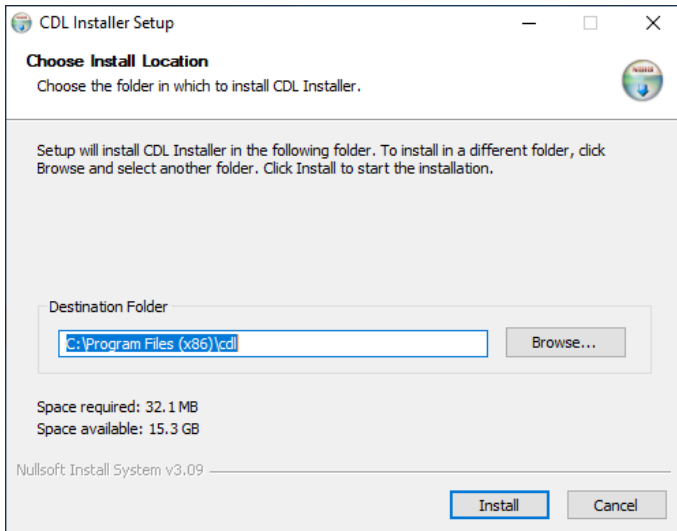 CDL Installer Setup
Choose Install Location
Choose the folder in which to install CDL Installer.
Setup will install CDL Installer in the following folder. To install in a different folder, click
Browse and select another folder. Click Install to start the installation.
Destination Folder
C:\Program Files (x86)\cdl
Browse...
Space required: 32.1 MB
Space available: 15.3 GB
Nullsoft Install System v3.09
Install
Cancel